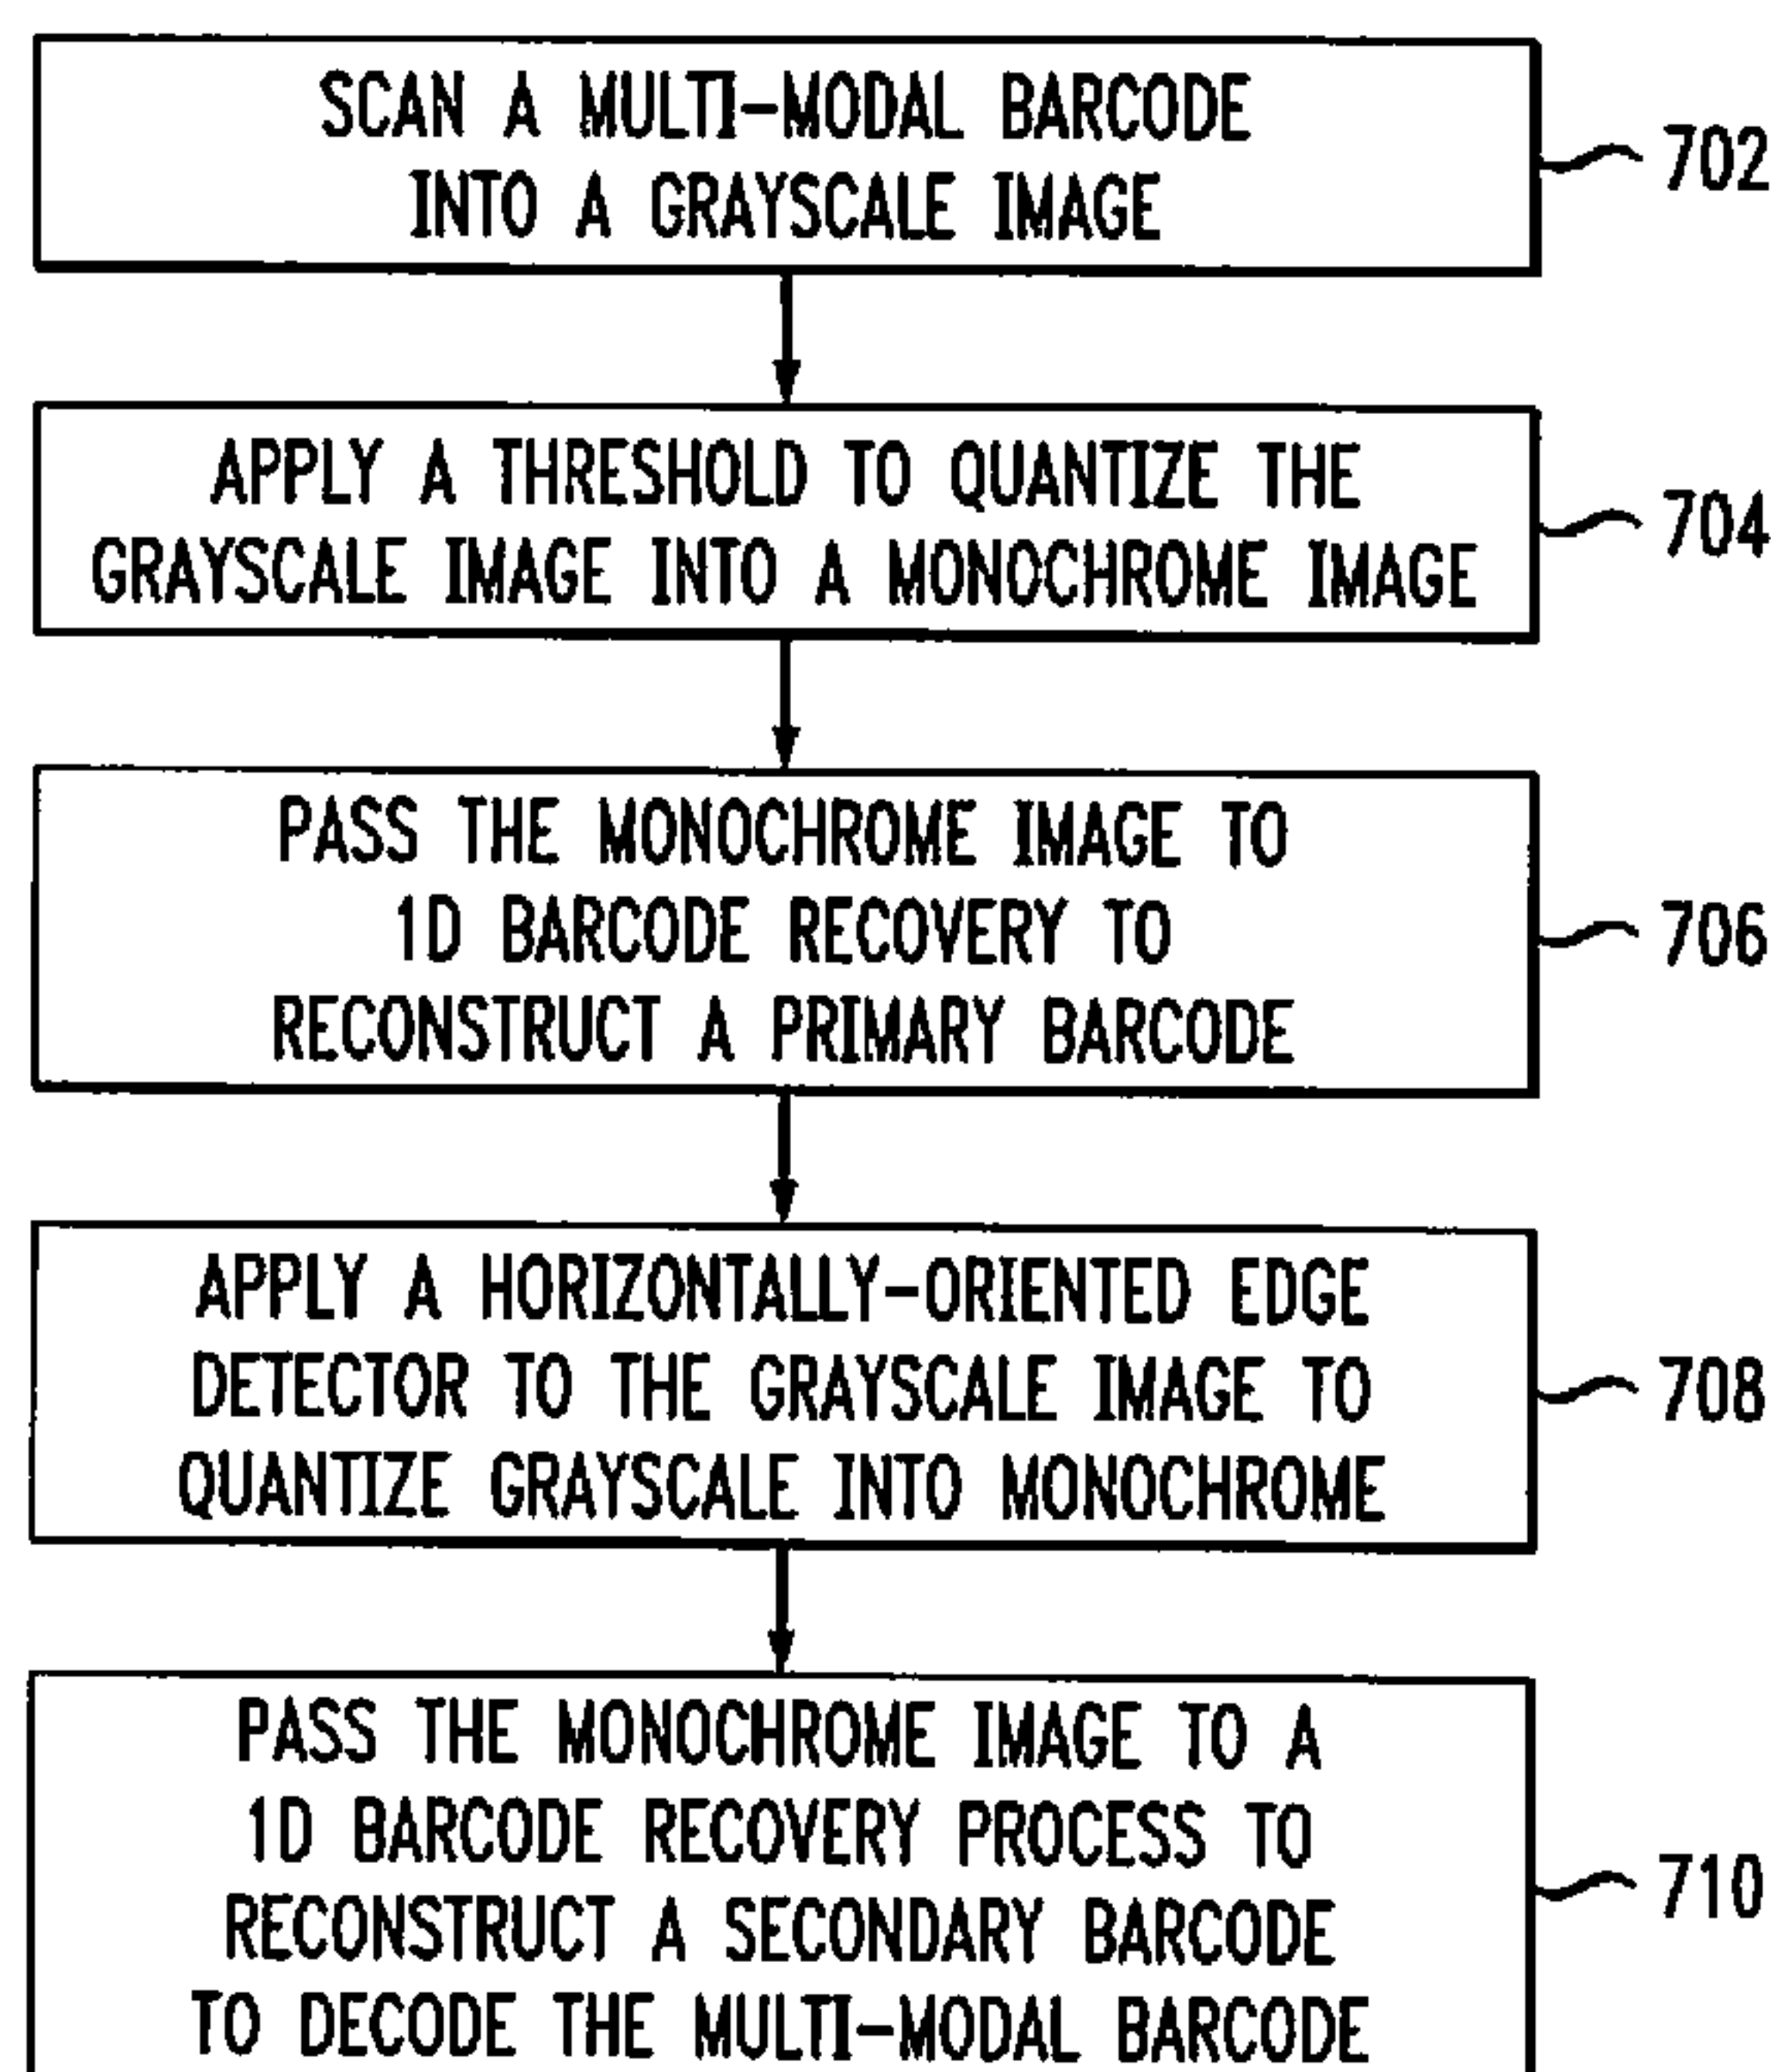 SCAN A MULTI-MODAL BARCODE
INTO A GRAYSCALE IMAGE
702
APPLY A THRESHOLD TO QUANTIZE THE
GRAYSCALE IMAGE INTO A MONOCHROME IMAGE
704
PASS THE MONOCHROME IMAGE TO
1D BARCODE RECOVERY TO
RECONSTRUCT A PRIMARY BARCODE
706
APPLY A HORIZONTALLY-ORIENTED EDGE
DETECTOR TO THE GRAYSCALE IMAGE TO
QUANTIZE GRAYSCALE INTO MONOCHROME
708
PASS THE MONOCHROME IMAGE TO A
1D BARCODE RECOVERY PROCESS TO
RECONSTRUCT A SECONDARY BARCODE
TO DECODE THE MULTI-MODAL BARCODE
710